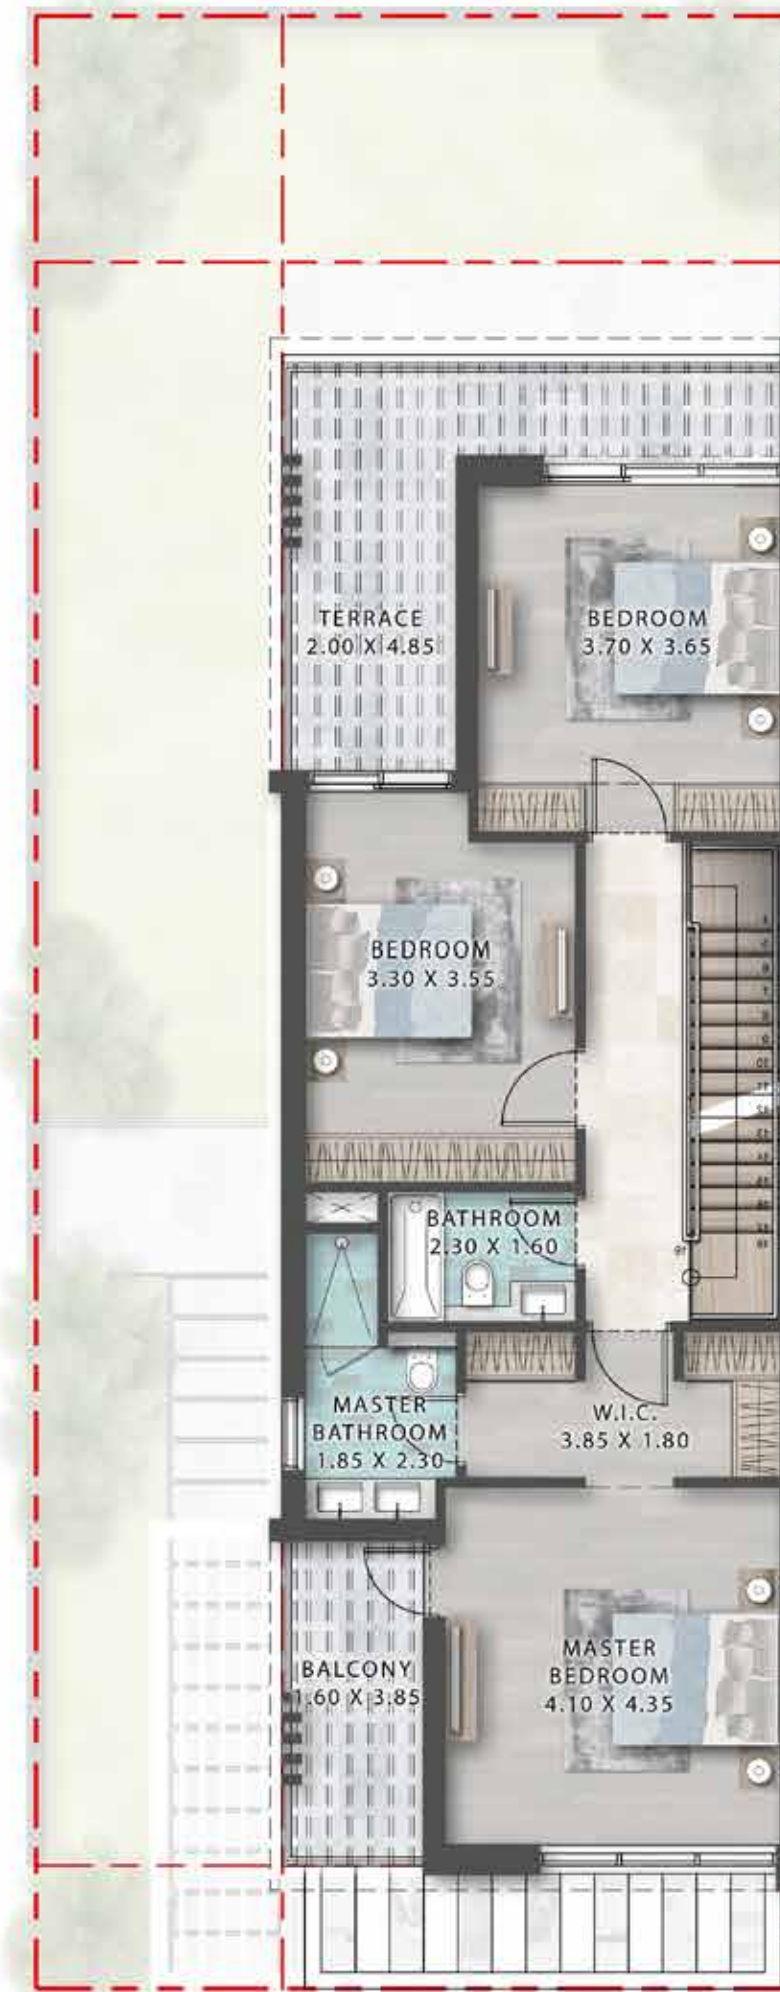 TERRACE
2.00 X 4.85
BEDROOM
3.70 X 3.65
BEDROOM
3.30 X 3.55
BATHROOM
2.30 X 1.60
MASTER
BATHROOM
1.85 X 2.30
W.I.C.
3.85 X 1.80
BALCONY
1.60 X 3.85
MASTER
BEDROOM
4.10 X 4.35